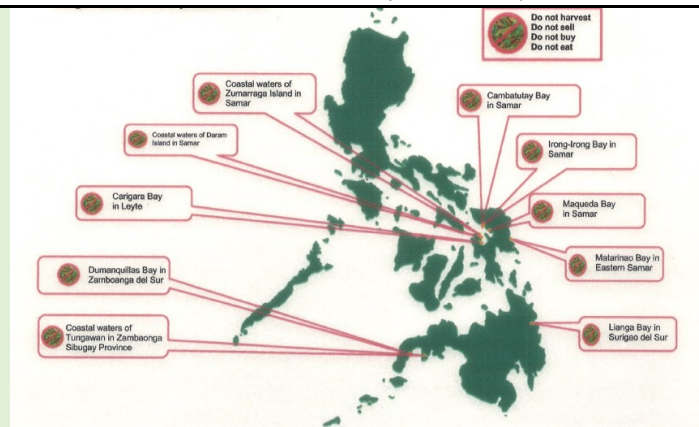 Do not harvest
Do not sell
Do not buy
Do not eat
Coastal waters of
Zumarraga Island in
Samar
Cambatutay Bay
in Samar
Coastal waters of Daram
Island in Samar
Irong-Irong Bay in
Samar
Carigara Bay
in Leyte
Maqueda Bay
in Samar
Matarinao Bay in
Eastern Samar
Dumanquillas Bay in
Zamboanga del Sur
Coastal waters of
Tungawan in Zambaonga
Sibugay Province
Lianga Bay in
Surigao del Sur